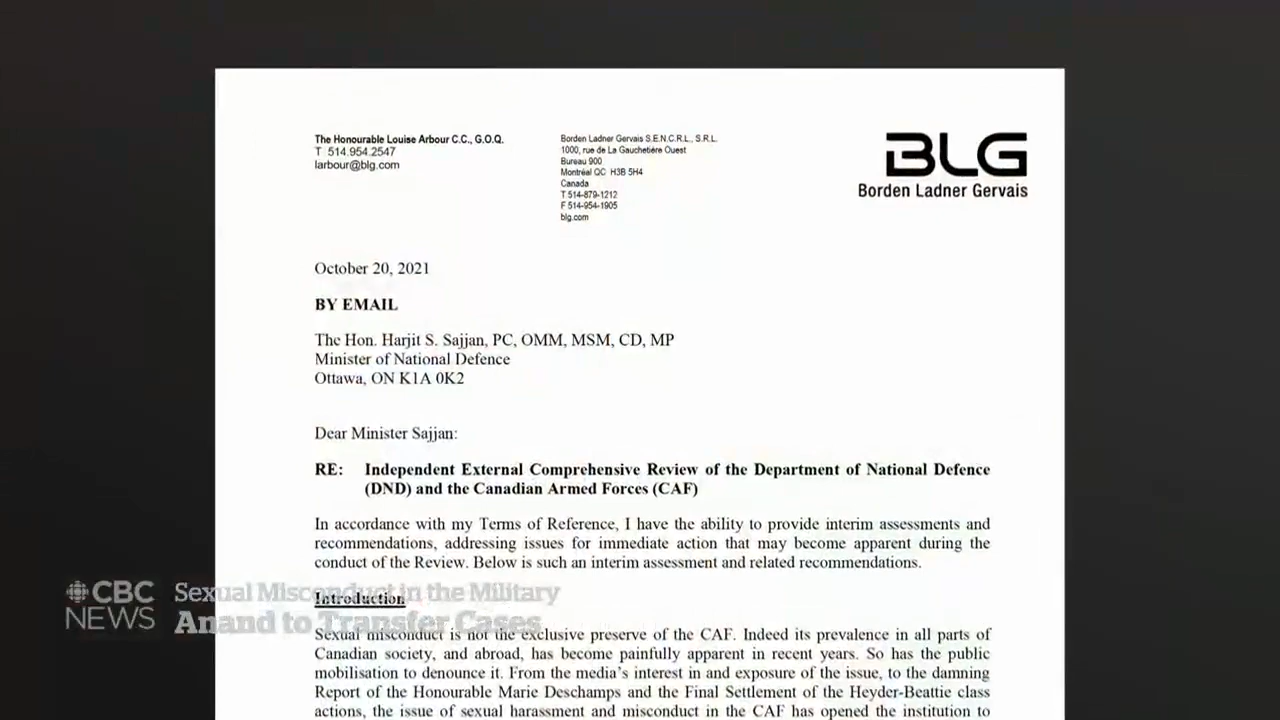 The Honourable Louise Arbour C.C., G.O.Q.
T 514.954.2547
larbour@blg.com
Borden Ladner Gervais S.E.N.C.R.L., S.R.L.
1000, rue de La Gauchetière Ouest
Bureau 900
Montréal QC H3B 5H4
Canada
T 514-879-1212
F 514-954-1905
blg.com
BLG
Borden Ladner Gervais
October 20, 2021
BY EMAIL
The Hon. Harjit S. Sajjan, PC, OMM, MSM, CD, MP
Minister of National Defence
Ottawa, ON K1A 0K2
Dear Minister Sajjan:
RE: Independent External Comprehensive Review of the Department of National Defence
(DND) and the Canadian Armed Forces (CAF)
In accordance with my Terms of Reference, I have the ability to provide interim assessments and
recommendations, addressing issues for immediate action that may become apparent during the
conduct of the Review. Below is such an interim assessment and related recommendations.
Introduction
Sexual misconduct is not the exclusive preserve of the CAF. Indeed its prevalence in all parts of
Canadian society, and abroad, has become painfully apparent in recent years. So has the public
mobilisation to denounce it. From the media's interest in and exposure of the issue, to the damning
Report of the Honourable Marie Deschamps and the Final Settlement of the Heyder-Beattie class
actions, the issue of sexual harassment and misconduct in the CAF has opened the institution to
CBC
NEWS
Sexual Misconduct in the Military
Anand to Transfer Cases